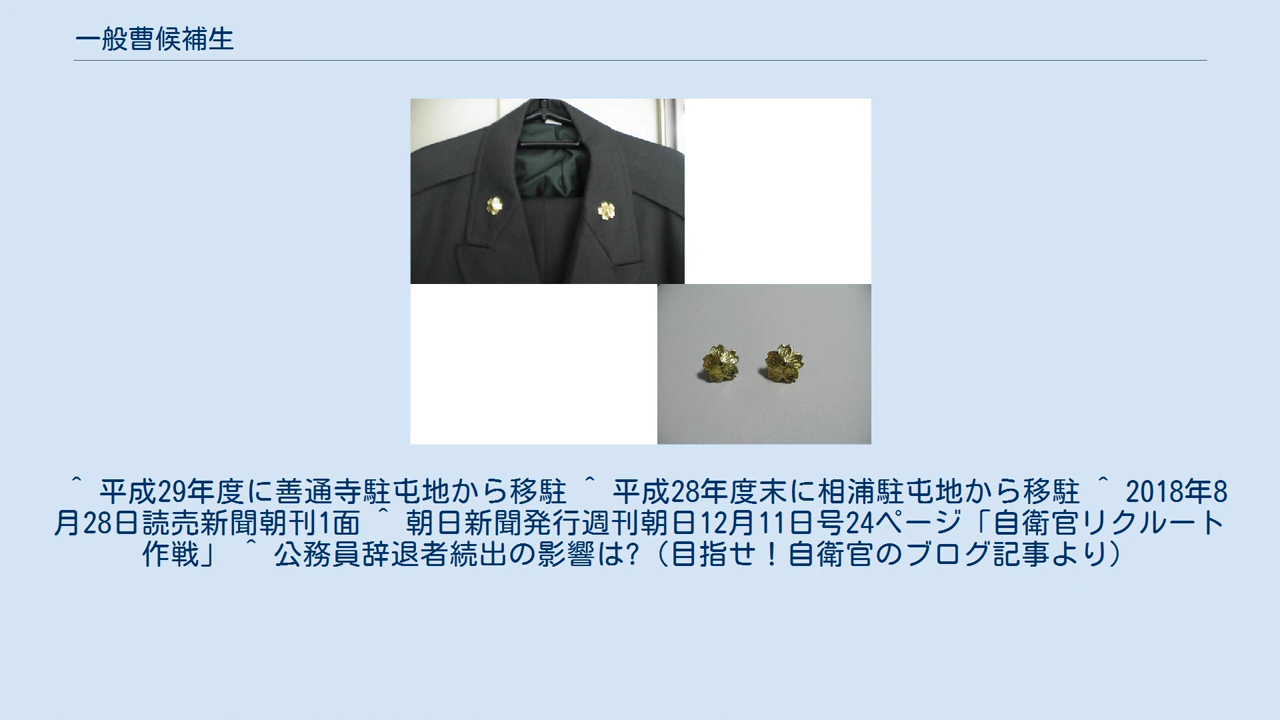 一般曹候補生
^ 平成29年度に善通寺駐屯地から移駐 ^ 平成28年度末に相浦駐屯地から移駐 ^ 2018年8
月28日読売新聞朝刊1面 ^ 朝日新聞発行週刊朝日12月11日号24ページ「自衛官リクルート
作戦」 ^ 公務員辞退者続出の影響は?（目指せ！自衛官のブログ記事より）